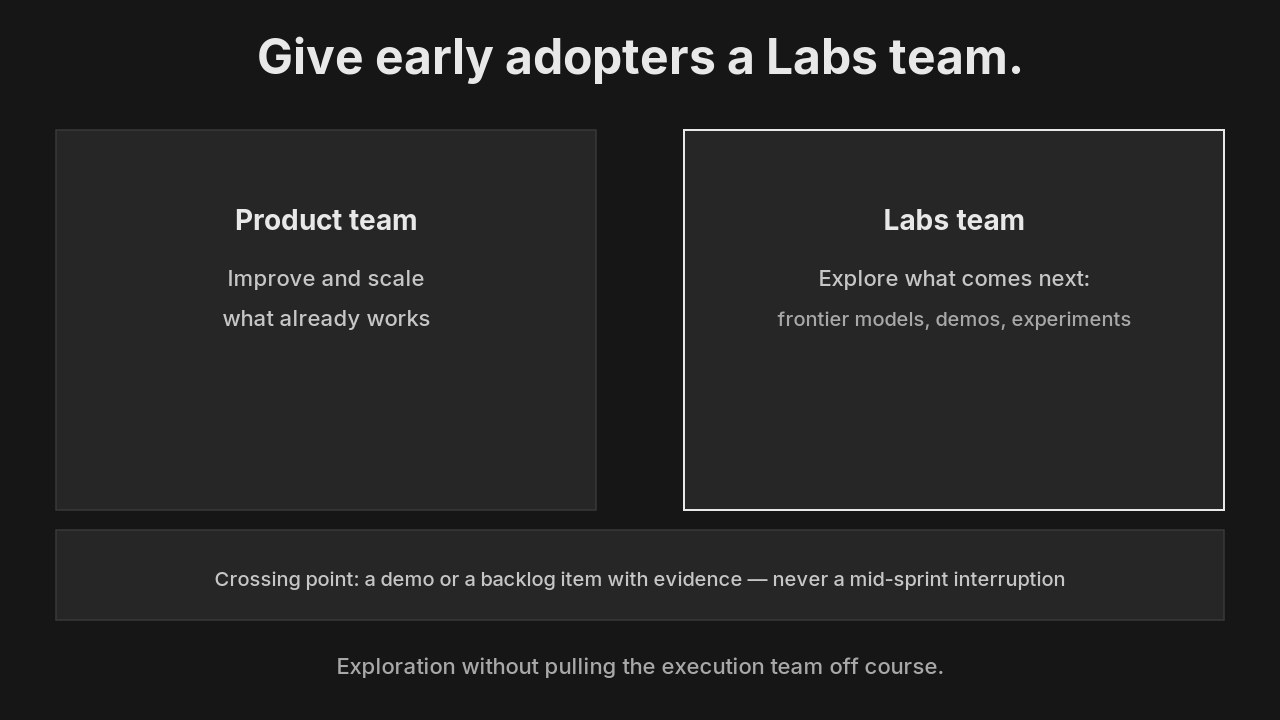 Give early adopters a Labs team.
Product team
Improve and scale
what already works
Labs team
Explore what comes next:
frontier models, demos, experiments
Crossing point: a demo or a backlog item with evidence — never a mid-sprint interruption
Exploration without pulling the execution team off course.